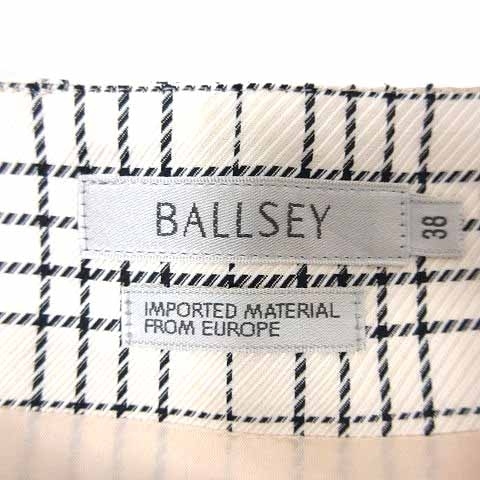 BALLSEY
38
IMPORTED MATERIAL
FROM EUROPE